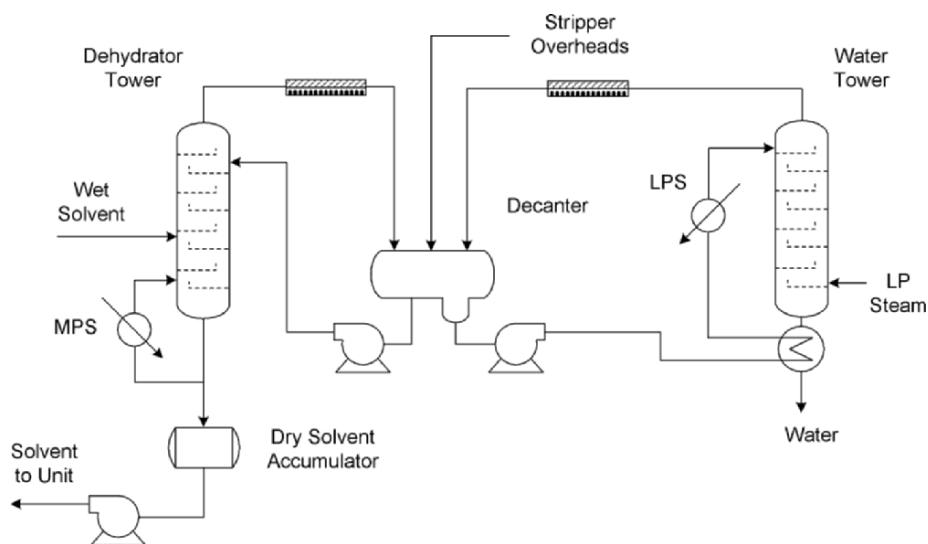 Stripper
Overheads
Dehydrator
Tower
Water
Tower
Wet
Solvent
LPS
Decanter
LP
Steam
MPS
Water
Dry Solvent
Accumulator
Solvent
to Unit